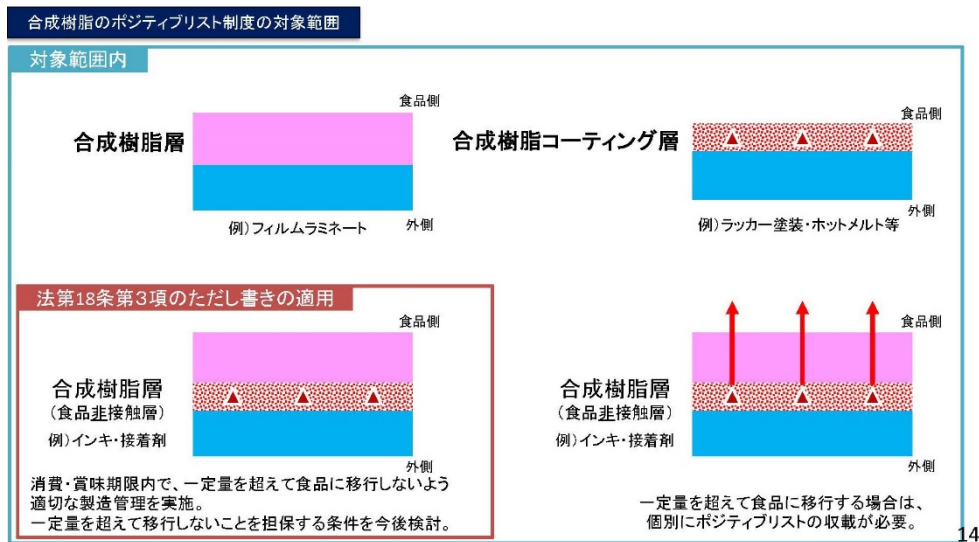 合成樹脂のポジティブリスト制度の対象範囲
対象範囲内
食品側
合成樹脂層
例)フィルムラミネート
外側
食品側
合成樹脂コーティング層
外側
例)ラッカー塗装・ホットメルト等
法第18条第3項のただし書きの適用
食品側
合成樹脂層
(食品非接触層)
例)インキ・接着剤
外側
消費・賞味期限内で、一定量を超えて食品に移行しないよう
適切な製造管理を実施。
一定量を超えて移行しないことを担保する条件を今後検討。
食品側
合成樹脂層
(食品非接触層)
例)インキ・接着剤
外側
一定量を超えて食品に移行する場合は、
個別にポジティブリストの収載が必要。
14